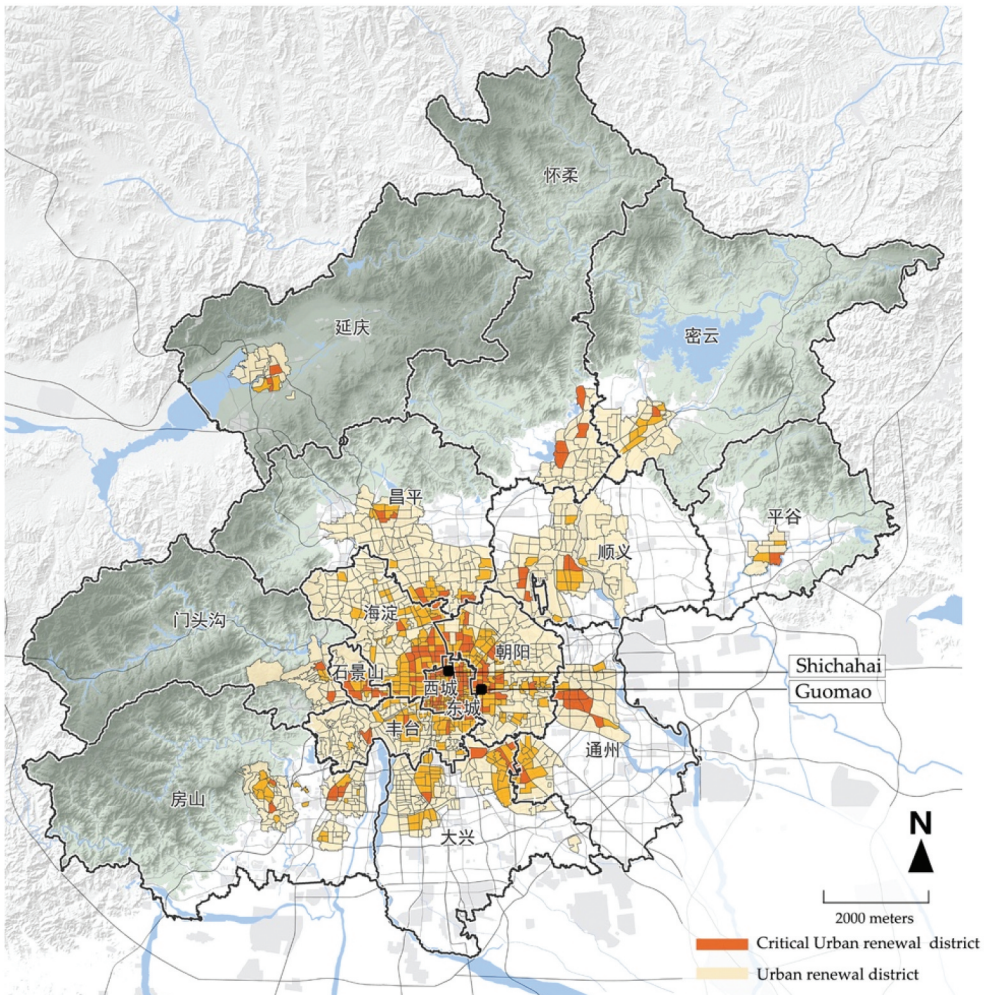 怀柔
延庆
密云
昌平
平谷
顺义
海淀
门头沟
朝阳
Shichahai
石景山
西城
Guomao
东城
丰台
通州
房山
大兴
N
2000 meters
Critical Urban renewal district
Urban renewal district